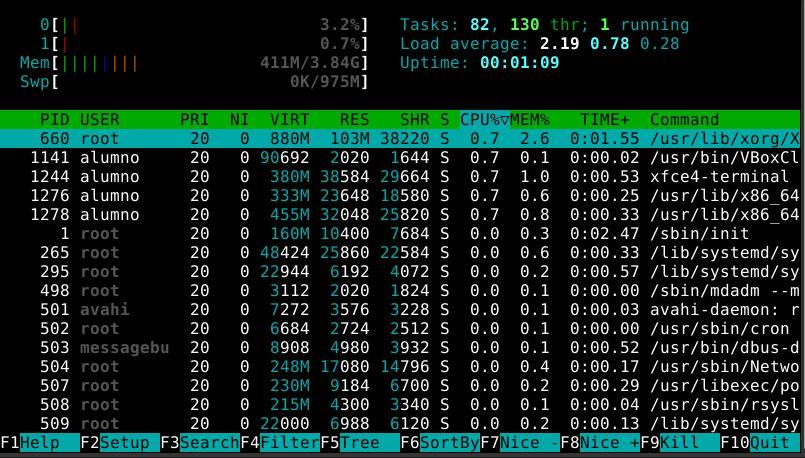 0[|| 3.2%] Tasks: 82, 130 thr; 1 running
1[| 0.7%] Load average: 2.19 0.78 0.28
Mem[|||||||| 411M/3.84G] Uptime: 00:01:09
Swp[ 0K/975M]
PID USER PRI NI VIRT RES SHR S CPU%▽MEM% TIME+ Command
660 root 20 0 880M 103M 38220 S 0.7 2.6 0:01.55 /usr/lib/xorg/X
1141 alumno 20 0 90692 2020 1644 S 0.7 0.1 0:00.02 /usr/bin/VBoxCl
1244 alumno 20 0 380M 38584 29664 S 0.7 1.0 0:00.53 xfce4-terminal
1276 alumno 20 0 333M 23648 18580 S 0.7 0.6 0:00.25 /usr/lib/x86_64
1278 alumno 20 0 455M 32048 25820 S 0.7 0.8 0:00.33 /usr/lib/x86_64
1 root 20 0 160M 10400 7684 S 0.0 0.3 0:02.47 /sbin/init
265 root 20 0 48424 25860 22584 S 0.0 0.6 0:00.33 /lib/systemd/sy
295 root 20 0 22944 6192 4072 S 0.0 0.2 0:00.57 /lib/systemd/sy
498 root 20 0 3112 2020 1824 S 0.0 0.1 0:00.00 /sbin/mdadm --m
501 avahi 20 0 7272 3576 3228 S 0.0 0.1 0:00.03 avahi-daemon: r
502 root 20 0 6684 2724 2512 S 0.0 0.1 0:00.00 /usr/sbin/cron
503 messagebu 20 0 8908 4980 3932 S 0.0 0.1 0:00.52 /usr/bin/dbus-d
504 root 20 0 248M 17080 14796 S 0.0 0.4 0:00.17 /usr/sbin/Netwo
507 root 20 0 230M 9184 6700 S 0.0 0.2 0:00.29 /usr/libexec/po
508 root 20 0 215M 4300 3340 S 0.0 0.1 0:00.04 /usr/sbin/rsysl
509 root 20 0 22000 6988 6120 S 0.0 0.2 0:00.13 /lib/systemd/sy
F1Help F2Setup F3SearchF4FilterF5Tree F6SortByF7Nice -F8Nice +F9Kill F10Quit